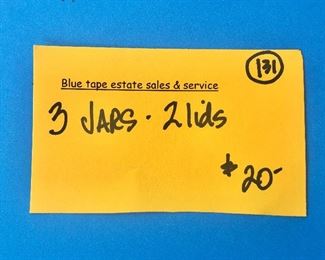 131
Blue tape estate sales & service
3 JARS · 2 lids
$20-